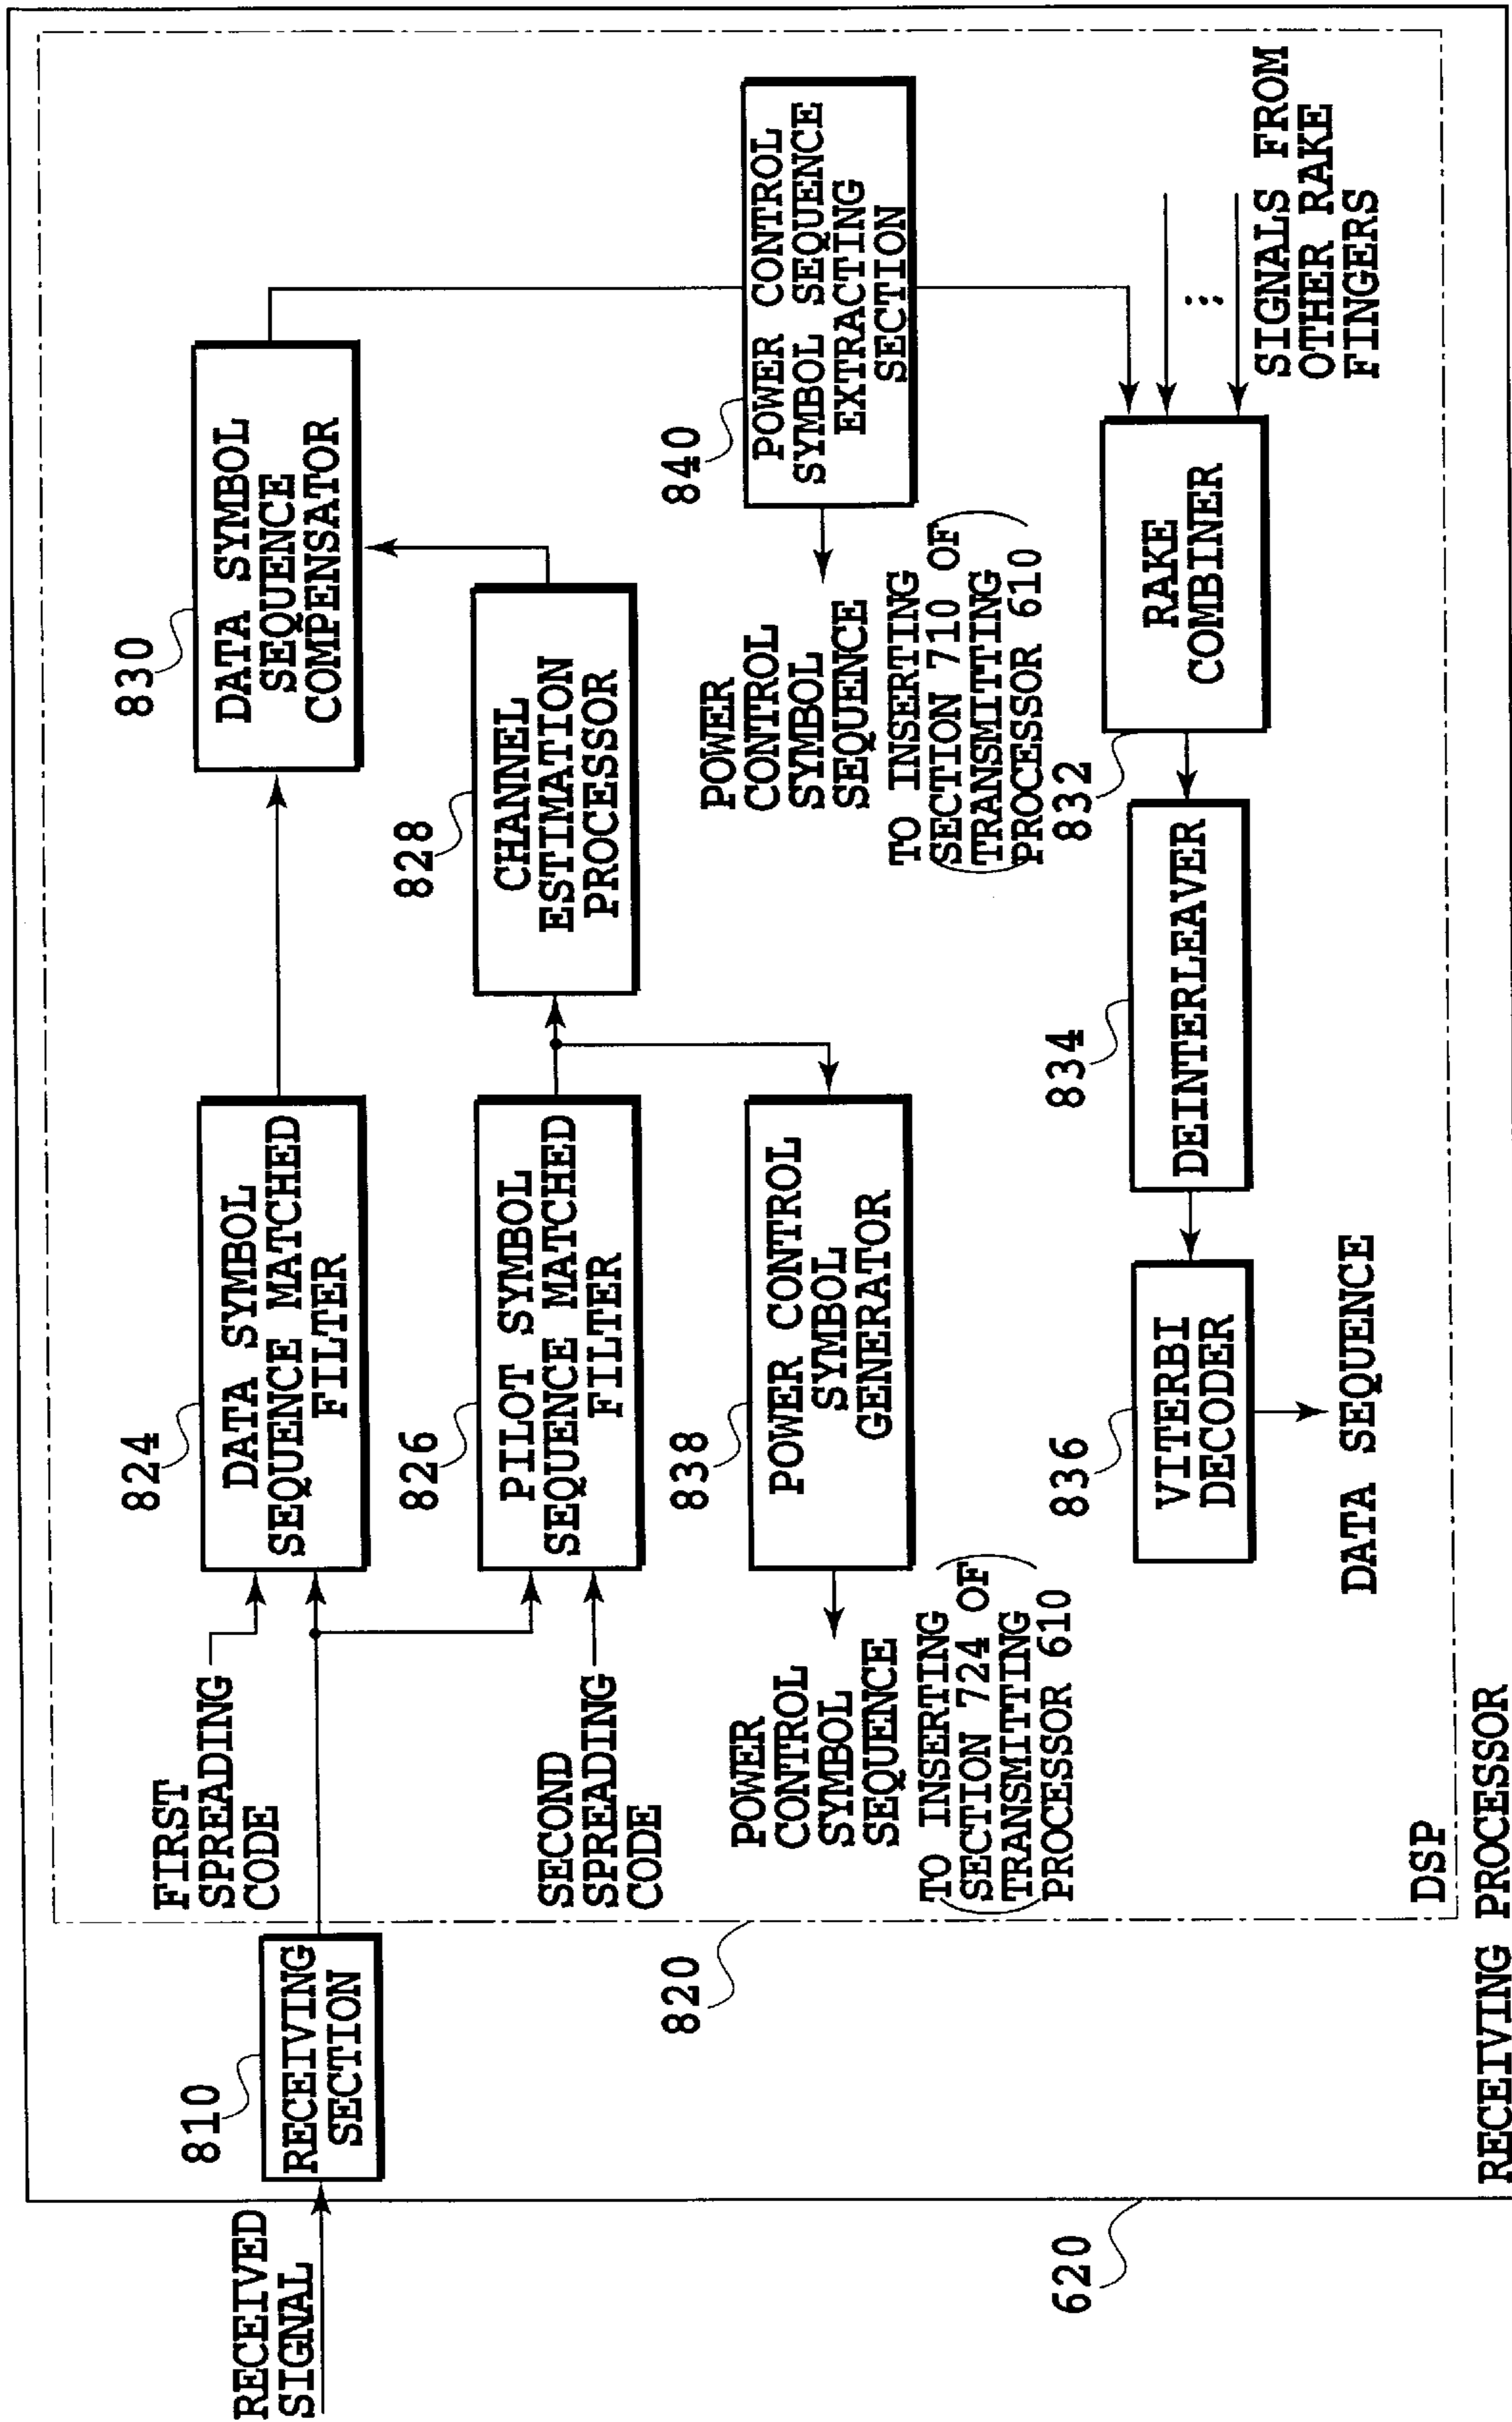 RECEIVED
SIGNAL
810
RECEIVING
SECTION
FIRST
SPREADING
CODE
824
DATA SYMBOL
SEQUENCE MATCHED
FILTER
830
DATA SYMBOL
SEQUENCE
COMPENSATOR
SECOND
SPREADING
CODE
826
PILOT SYMBOL
SEQUENCE MATCHED
FILTER
828
CHANNEL
ESTIMATION
PROCESSOR
820
POWER
CONTROL
SYMBOL
SEQUENCE
TO INSERTING
SECTION 724 OF
TRANSMITTING
PROCESSOR 610
838
POWER CONTROL
SYMBOL
GENERATOR
POWER
CONTROL
SYMBOL
SEQUENCE
TO INSERTING
SECTION 710 OF
TRANSMITTING
PROCESSOR 610
840
POWER CONTROL
SYMBOL SEQUENCE
EXTRACTING
SECTION
620
836
VITERBI
DECODER
834
DEINTERLEAVER
832
RAKE
COMBINER
SIGNALS FROM
OTHER RAKE
FINGERS
DATA SEQUENCE
DSP
RECEIVING PROCESSOR